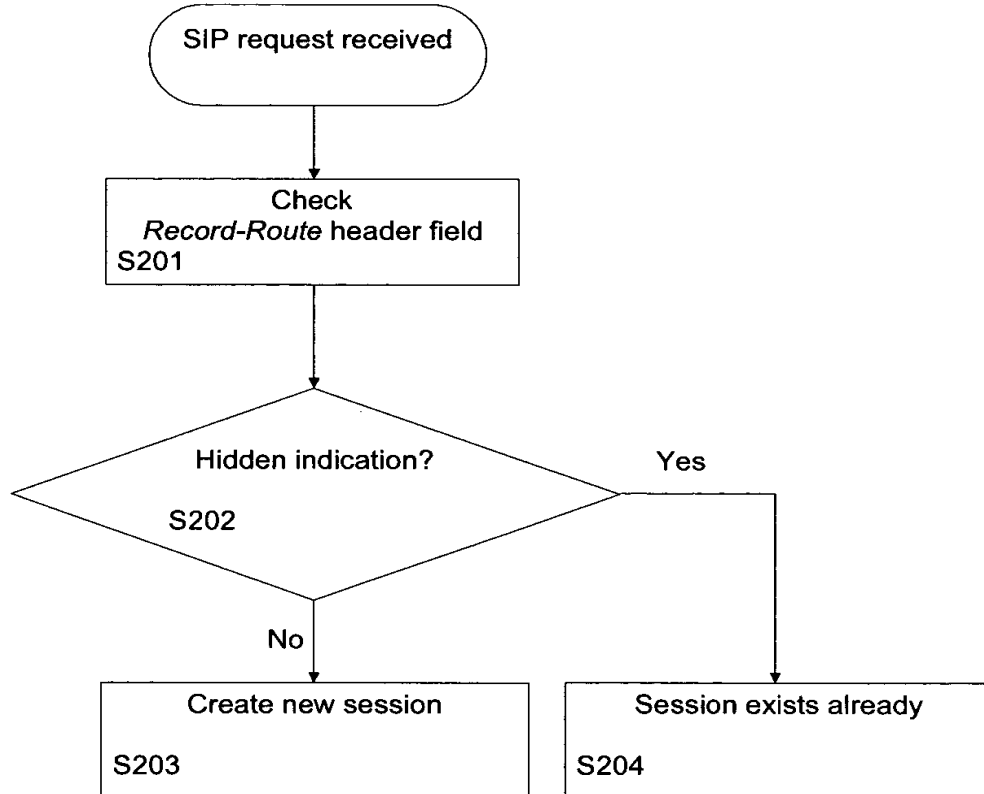 SIP request received
Check
Record-Route header field
S201
Hidden indication?
Yes
S202
No
Create new session
S203
Session exists already
S204